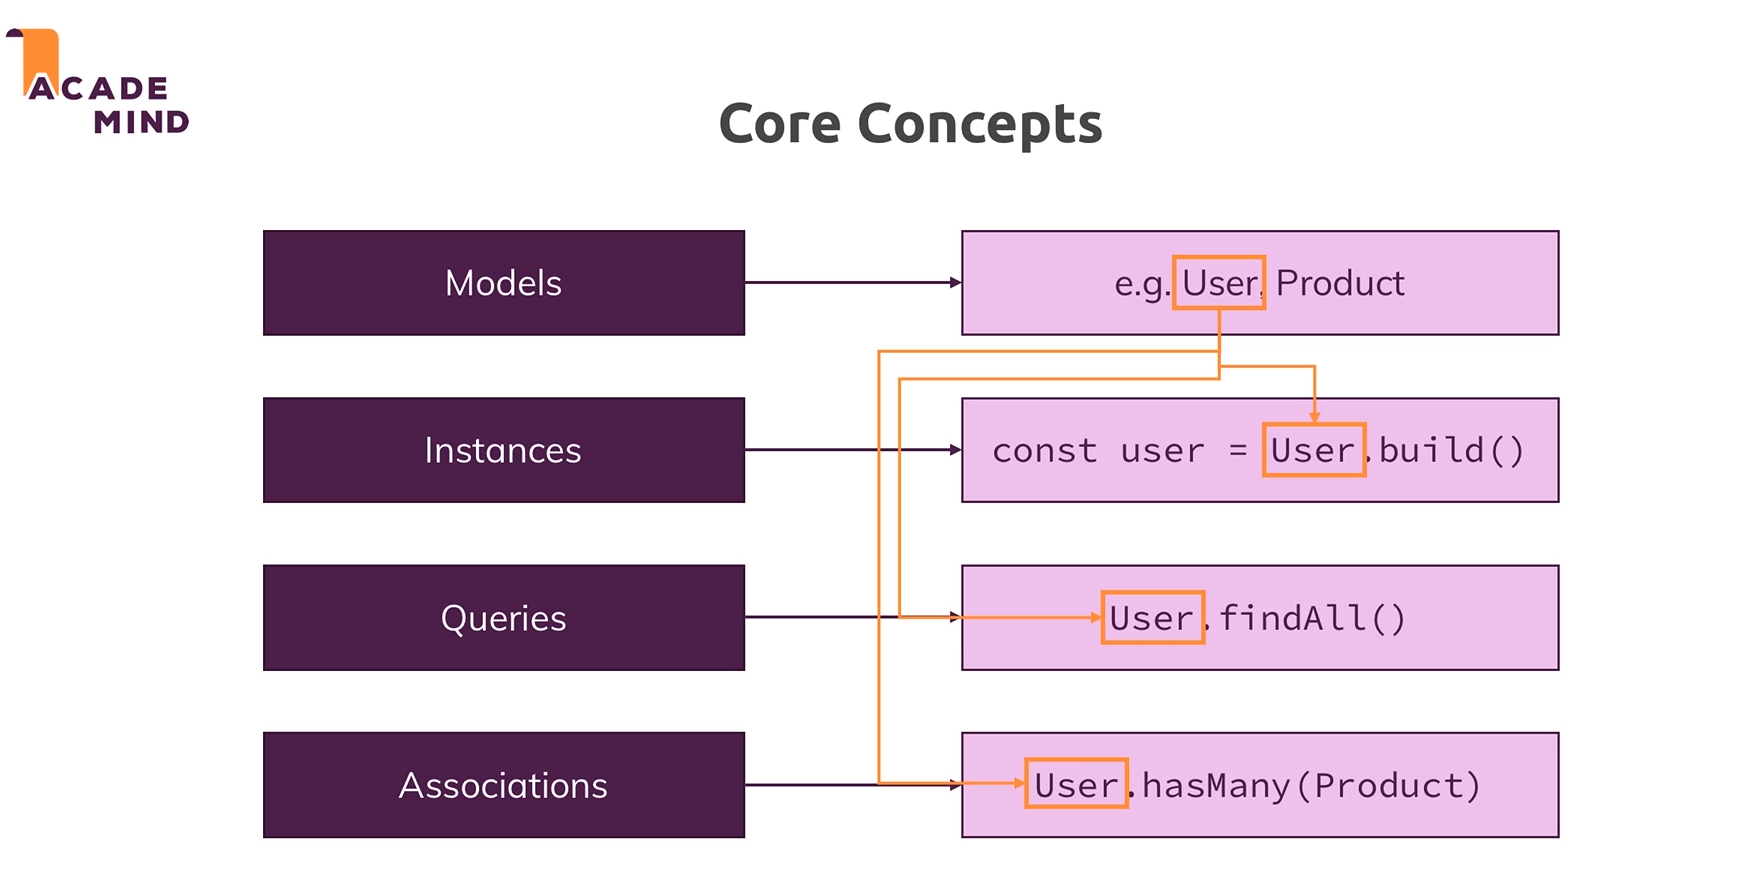 ACADE
MIND
Core Concepts
Models
e.g. User, Product
Instances
const user = User.build()
Queries
User.findAll()
Associations
User.hasMany(Product)